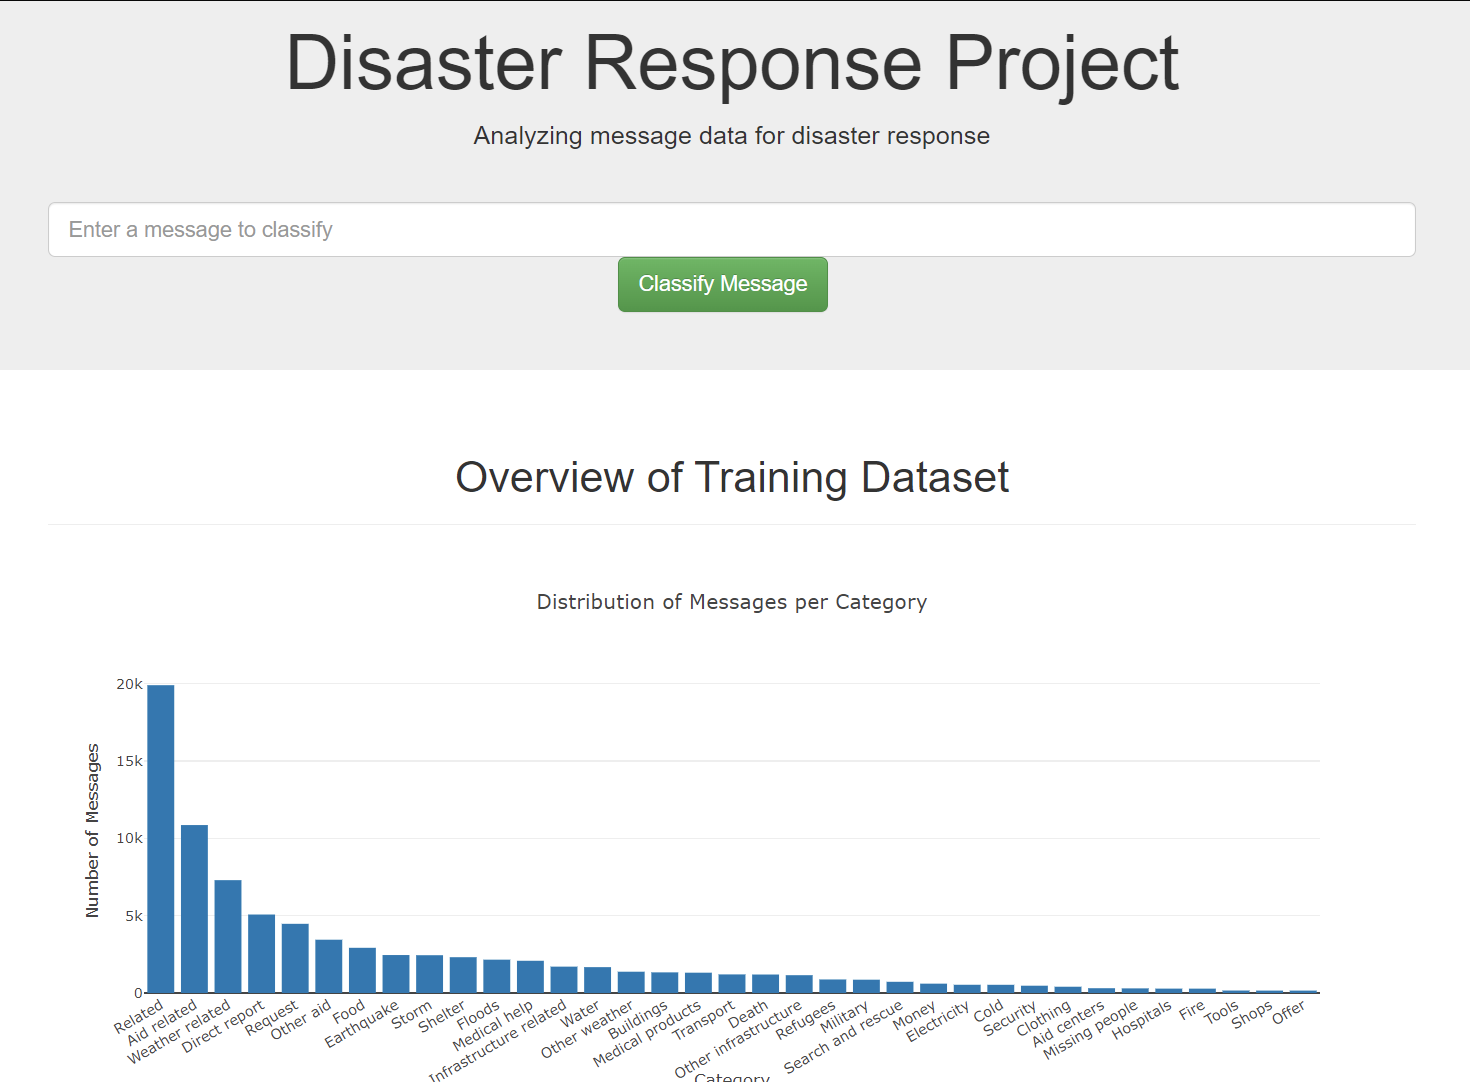 Disaster Response Project
Analyzing message data for disaster response
Enter a message to classify
Classify Message
Overview of Training Dataset
Distribution of Messages per Category
Number of Messages
20k
15k
10k
5k
0
Related
Aid related
Weather related
Direct report
Request
Other aid
Food
Earthquake
Storm
Shelter
Floods
Medical help
Infrastructure related
Water
Other weather
Buildings
Medical products
Transport
Death
Other infrastructure
Refugees
Military
Search and rescue
Money
Electricity
Cold
Security
Clothing
Aid centers
Missing people
Hospitals
Fire
Tools
Shops
Offer
Category